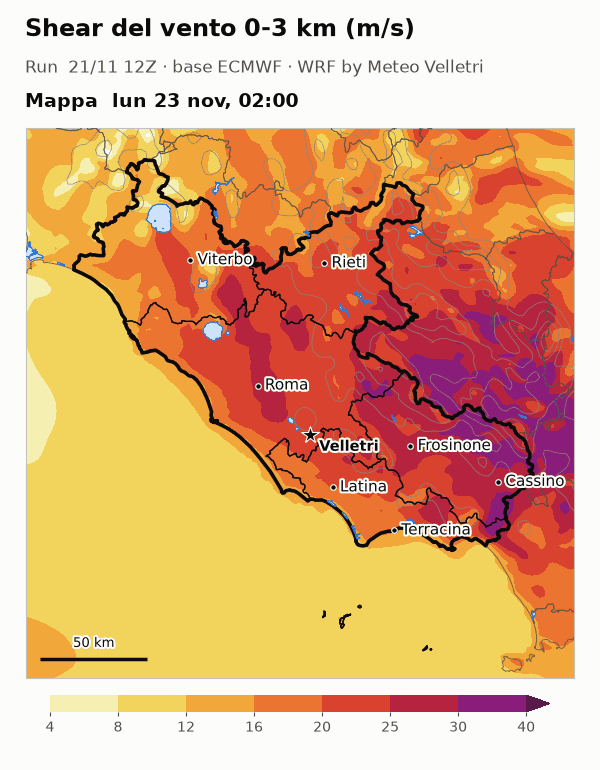 Shear del vento 0-3 km (m/s)
Run  21/11 12Z · base ECMWF · WRF by Meteo Velletri
Mappa  lun 23 nov, 02:00
Viterbo
Rieti
Roma
Velletri
Frosinone
Cassino
Latina
Terracina
50 km
4 8 12 16 20 25 30 40